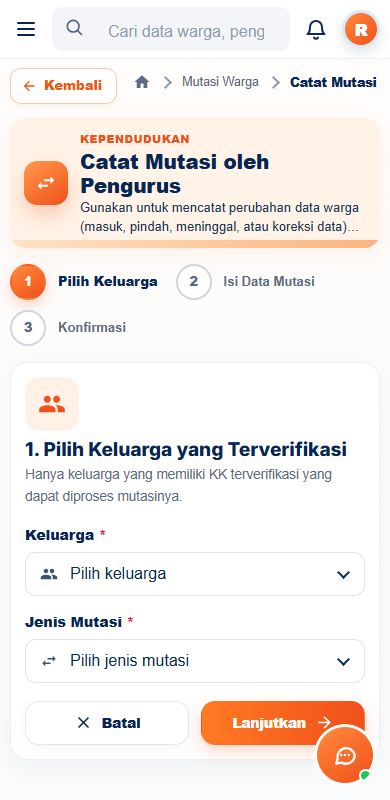 Cari data warga, peng
R
Kembali
Mutasi Warga
Catat Mutasi
KEPENDUDUKAN
Catat Mutasi oleh
Pengurus
Gunakan untuk mencatat perubahan data warga
(masuk, pindah, meninggal, atau koreksi data)...
1 Pilih Keluarga
2 Isi Data Mutasi
3 Konfirmasi
1. Pilih Keluarga yang Terverifikasi
Hanya keluarga yang memiliki KK terverifikasi yang
dapat diproses mutasinya.
Keluarga *
Pilih keluarga
Jenis Mutasi *
Pilih jenis mutasi
Batal
Lanjutkan